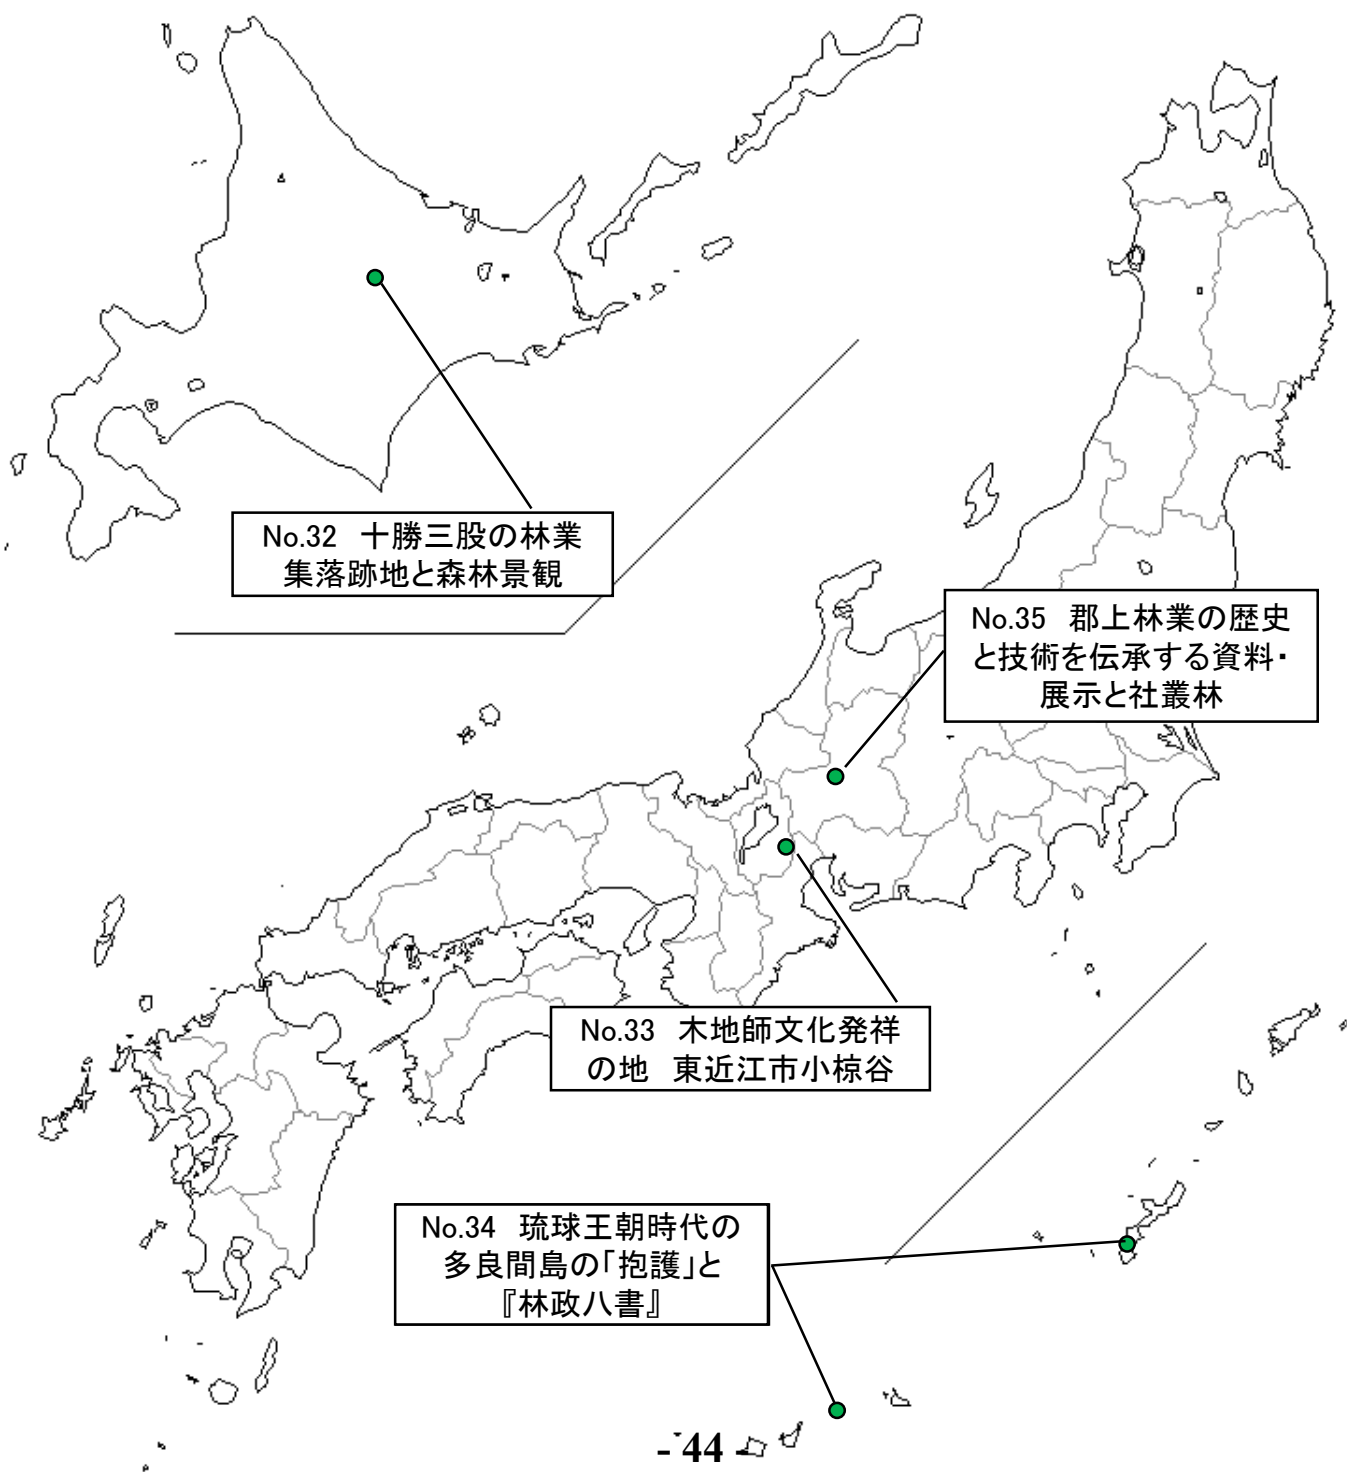 No.32 十勝三股の林業
集落跡地と森林景観
No.35 郡上林業の歴史
と技術を伝承する資料・
展示と社叢林
No.33 木地師文化発祥
の地 東近江市小椋谷
No.34 琉球王朝時代の
多良間島の「抱護」と
『林政八書』
- 44 -